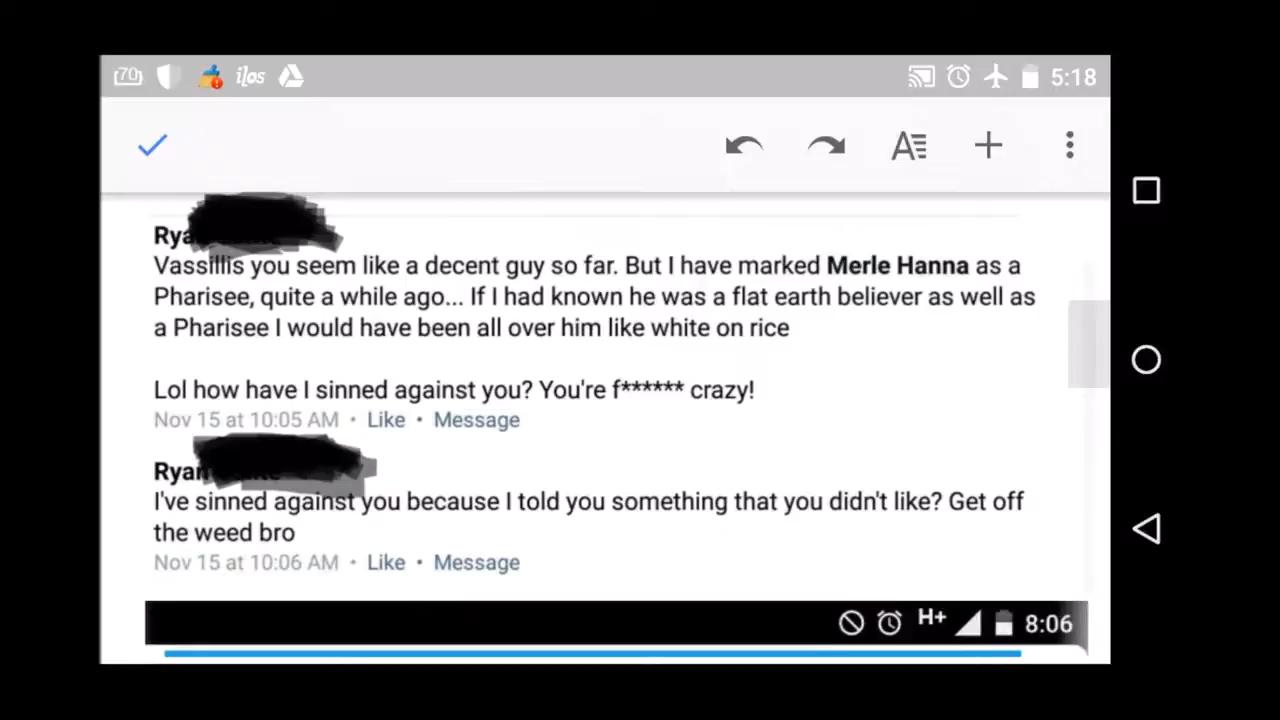 70 ilos 5:18
Rya
Vassillis you seem like a decent guy so far. But I have marked Merle Hanna as a
Pharisee, quite a while ago... If I had known he was a flat earth believer as well as
a Pharisee I would have been all over him like white on rice
Lol how have I sinned against you? You're f****** crazy!
Nov 15 at 10:05 AM • Like • Message
Ryan
I've sinned against you because I told you something that you didn't like? Get off
the weed bro
Nov 15 at 10:06 AM • Like • Message
H+ 8:06